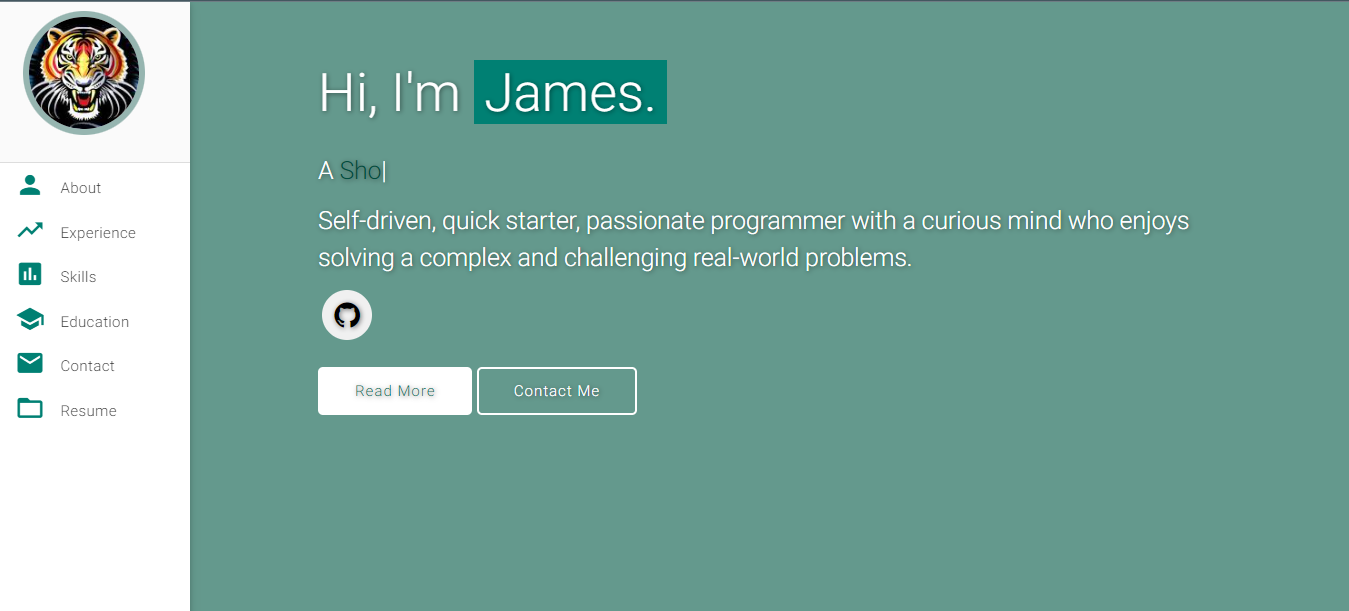 About
Experience
Skills
Education
Contact
Resume
Hi, I'm James.
A Sho|
Self-driven, quick starter, passionate programmer with a curious mind who enjoys
solving a complex and challenging real-world problems.
Read More
Contact Me